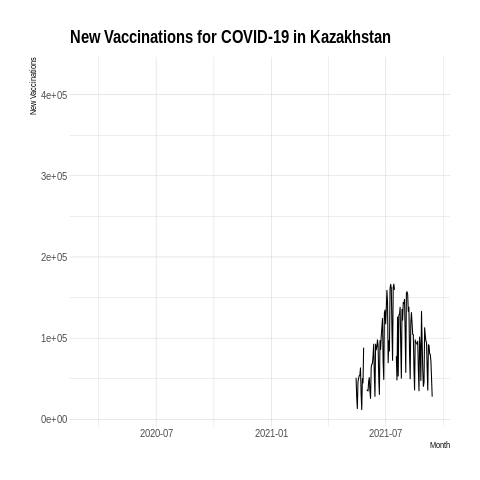 New Vaccinations for COVID-19 in Kazakhstan
New Vaccinations
4e+05
3e+05
2e+05
1e+05
0e+00
2020-07
2021-01
2021-07
Month